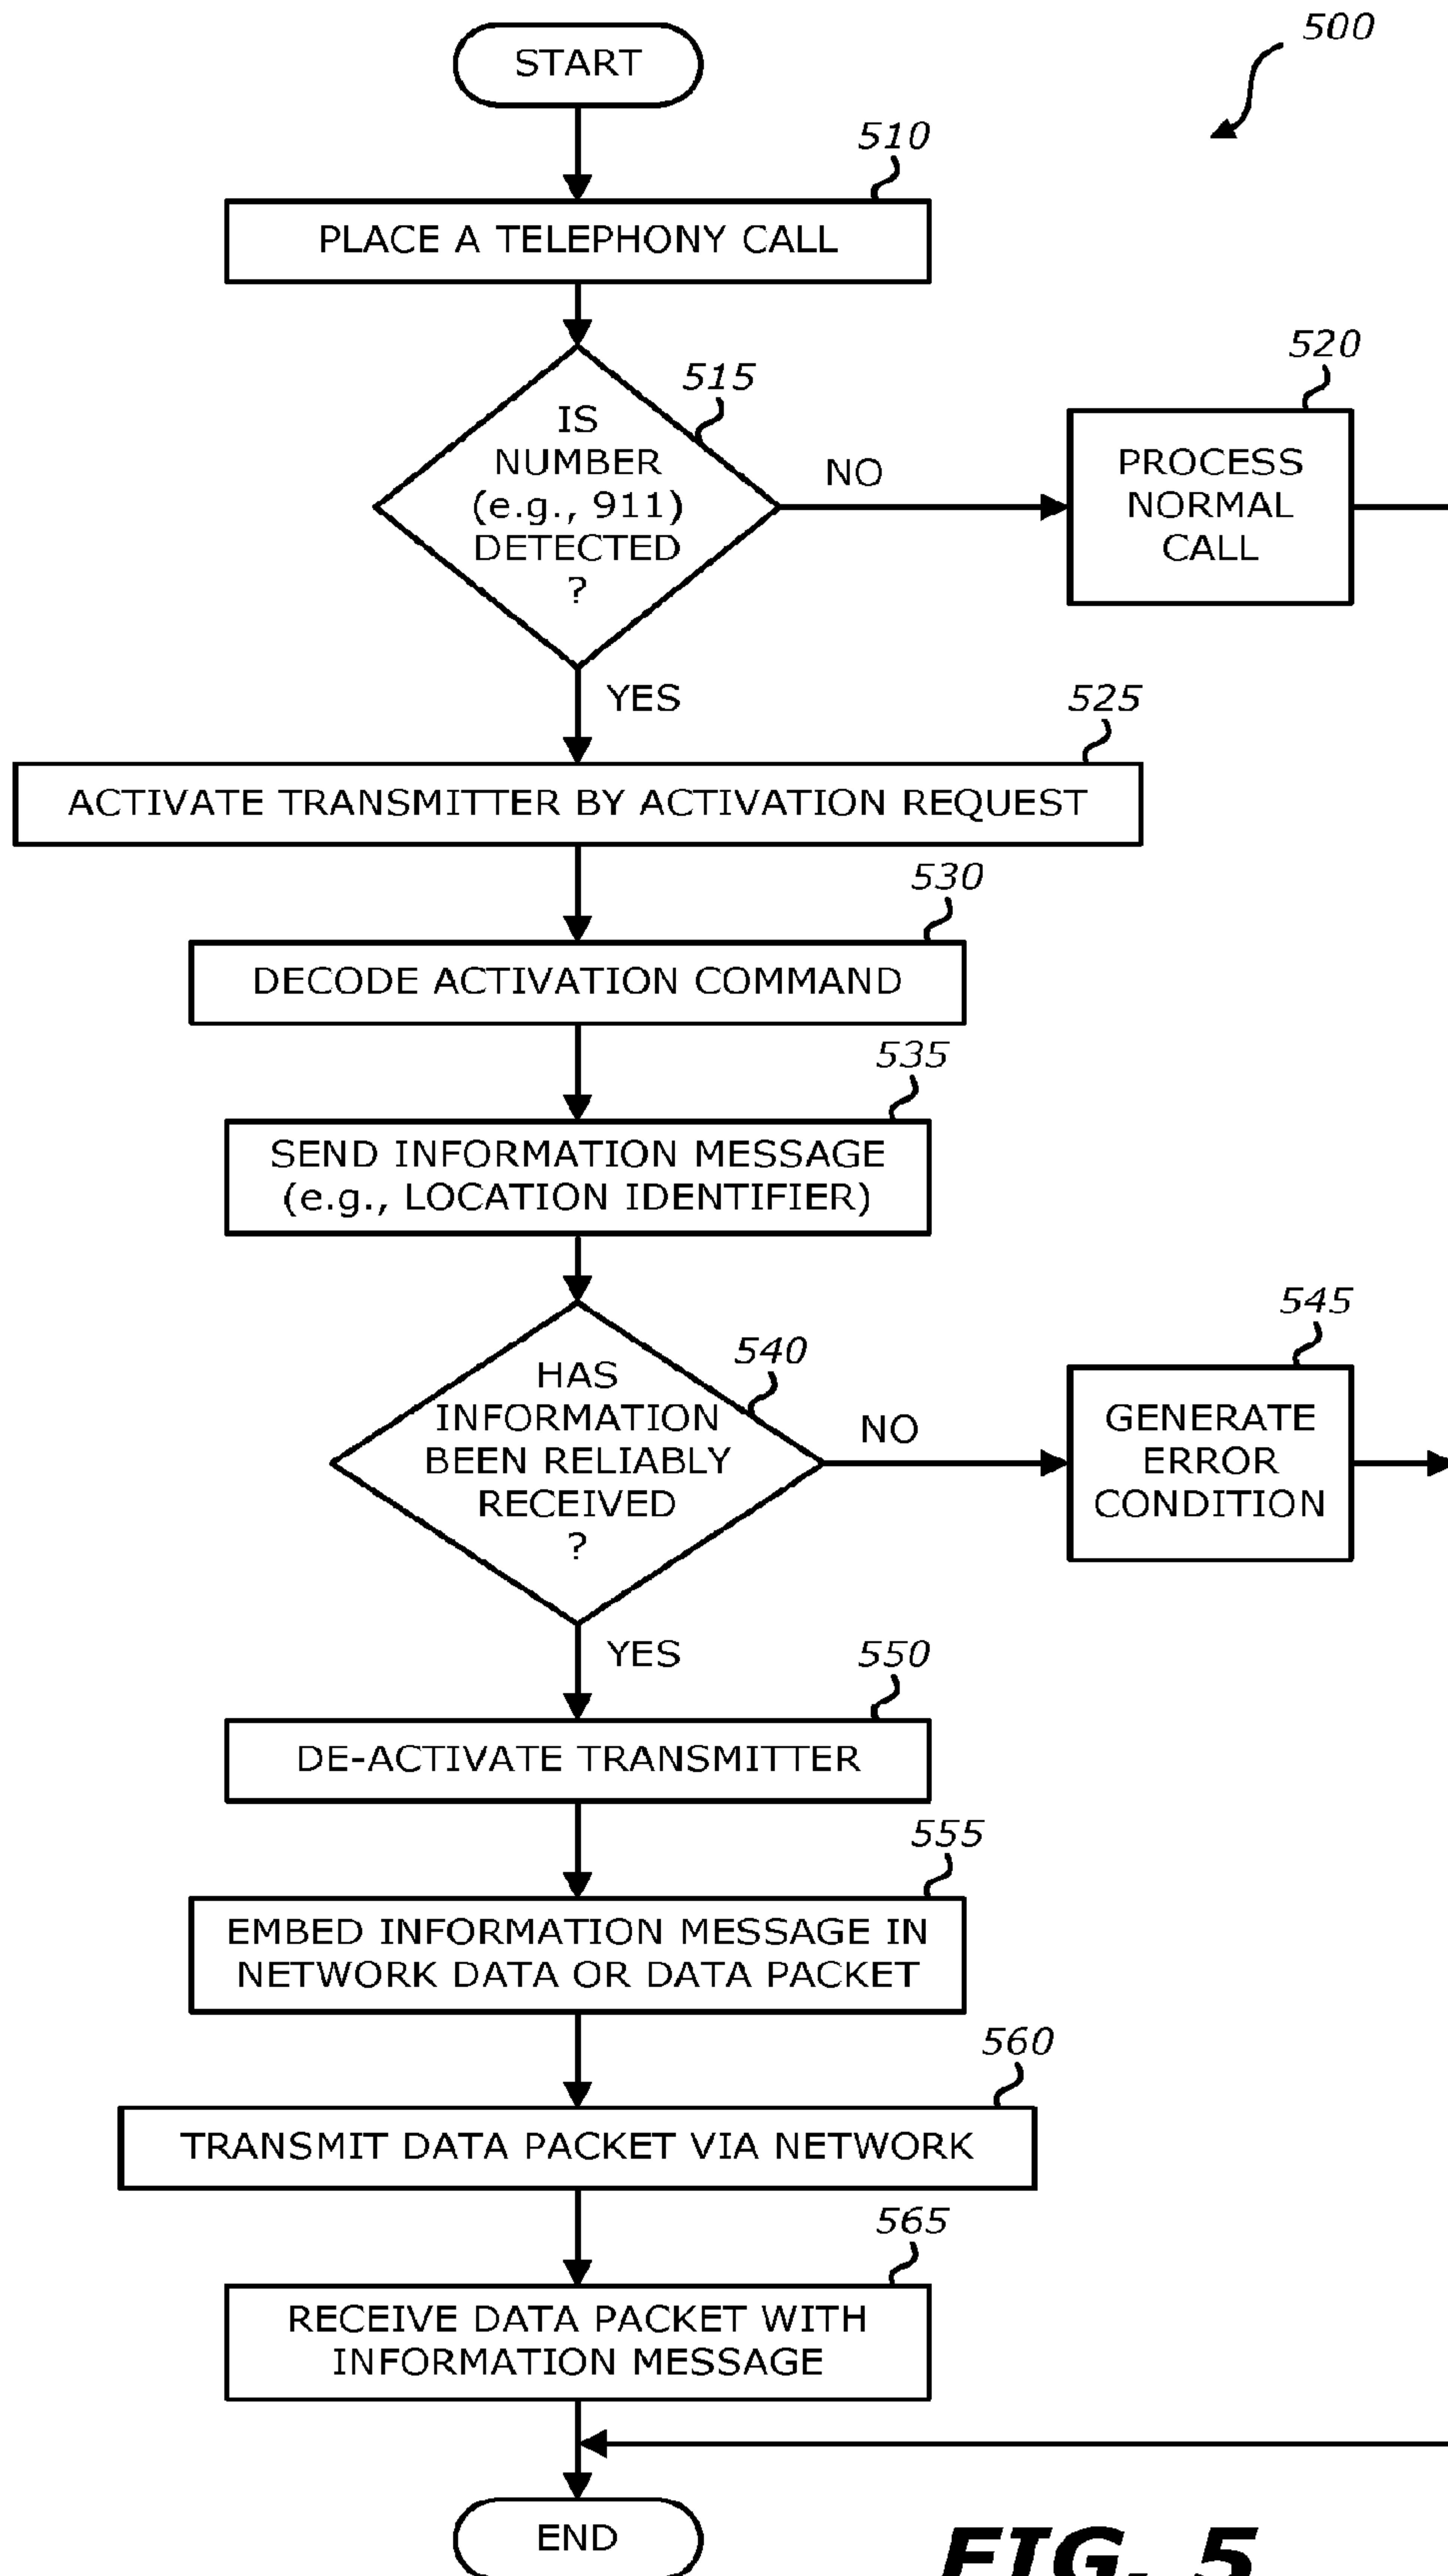 START
500
510
PLACE A TELEPHONY CALL
515
IS
NUMBER
(e.g., 911)
DETECTED
?
NO
520
PROCESS
NORMAL
CALL
YES
525
ACTIVATE TRANSMITTER BY ACTIVATION REQUEST
530
DECODE ACTIVATION COMMAND
535
SEND INFORMATION MESSAGE
(e.g., LOCATION IDENTIFIER)
540
HAS
INFORMATION
BEEN RELIABLY
RECEIVED
?
NO
545
GENERATE
ERROR
CONDITION
YES
550
DE-ACTIVATE TRANSMITTER
555
EMBED INFORMATION MESSAGE IN
NETWORK DATA OR DATA PACKET
560
TRANSMIT DATA PACKET VIA NETWORK
565
RECEIVE DATA PACKET WITH
INFORMATION MESSAGE
END
FIG. 5